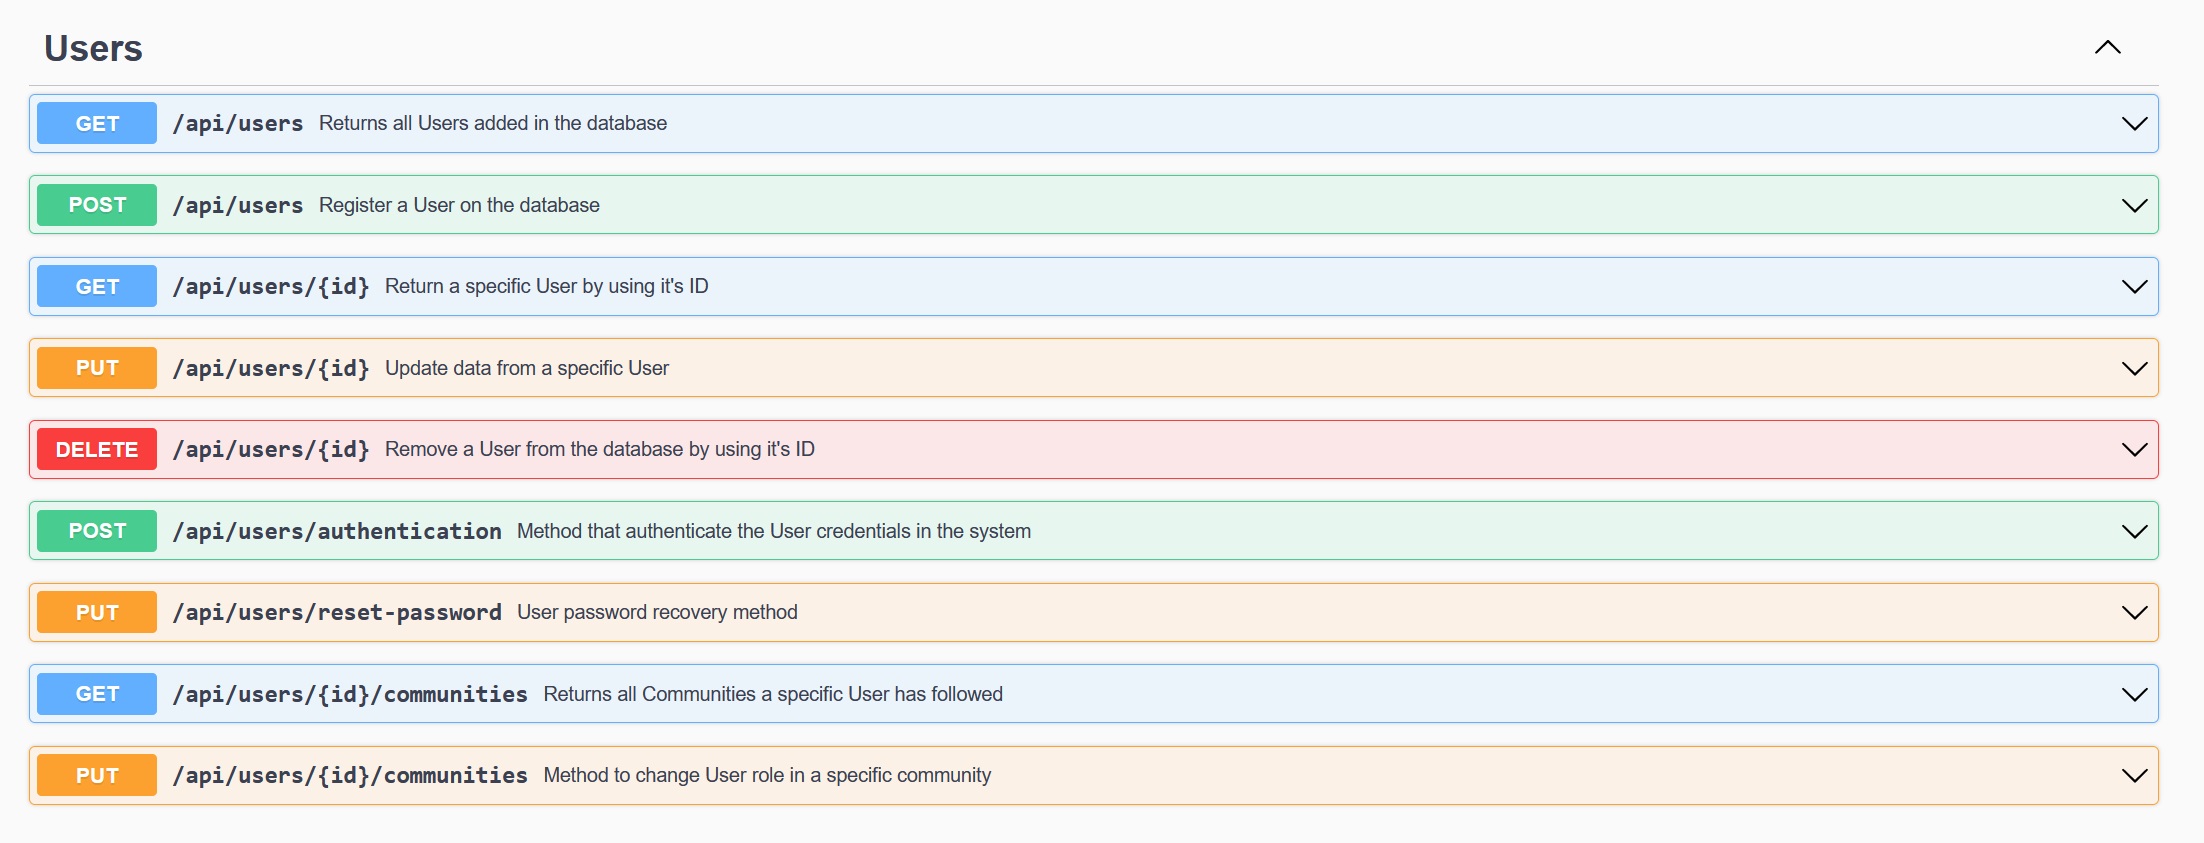 Users
GET /api/users Returns all Users added in the database
POST /api/users Register a User on the database
GET /api/users/{id} Return a specific User by using it's ID
PUT /api/users/{id} Update data from a specific User
DELETE /api/users/{id} Remove a User from the database by using it's ID
POST /api/users/authentication Method that authenticate the User credentials in the system
PUT /api/users/reset-password User password recovery method
GET /api/users/{id}/communities Returns all Communities a specific User has followed
PUT /api/users/{id}/communities Method to change User role in a specific community